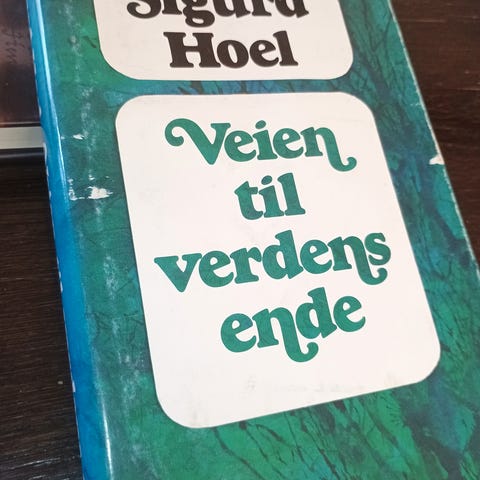 Sigurd
Hoel
Veien
til
verdens
ende